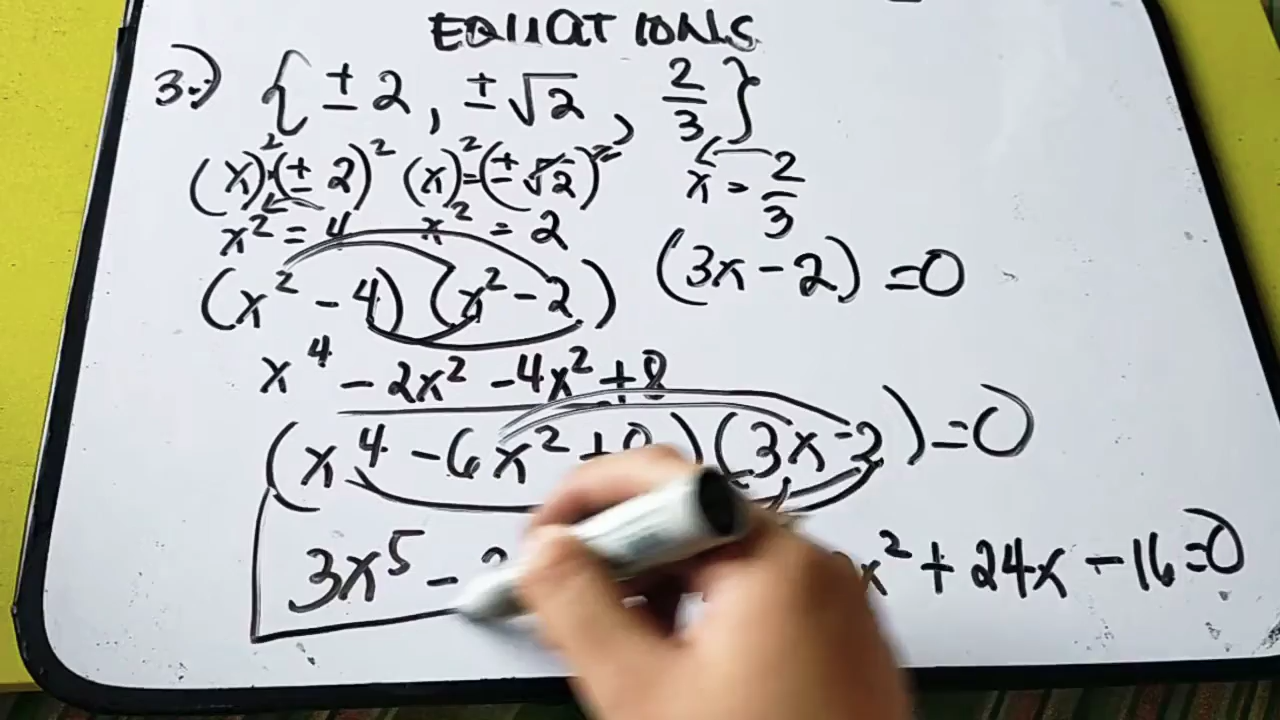 EQUATIONS
3.) { ± 2, ± √2, 2/3 }
(x)² = (± 2)² (x)² = (± √2)² x = 2/3
x² = 4 x² = 2
(x² - 4) (x² - 2) (3x - 2) = 0
x⁴ - 2x² - 4x² + 8
(x⁴ - 6x² + 8) (3x - 2) = 0
3x⁵ - x² + 24x - 16 = 0